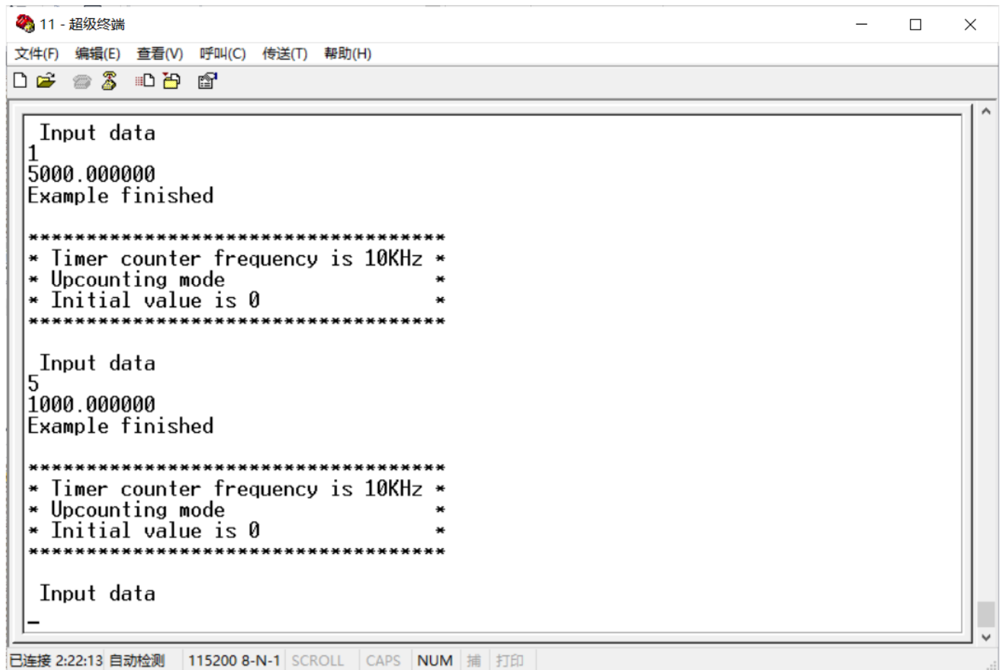 11 - 超级终端
文件(F) 编辑(E) 查看(V) 呼叫(C) 传送(T) 帮助(H)
Input data
1
5000.000000
Example finished
************************************
* Timer counter frequency is 10KHz *
* Upcounting mode                  *
* Initial value is 0               *
************************************
Input data
5
1000.000000
Example finished
************************************
* Timer counter frequency is 10KHz *
* Upcounting mode                  *
* Initial value is 0               *
************************************
Input data
_
已连接 2:22:13 自动检测 115200 8-N-1 SCROLL CAPS NUM 捕 打印